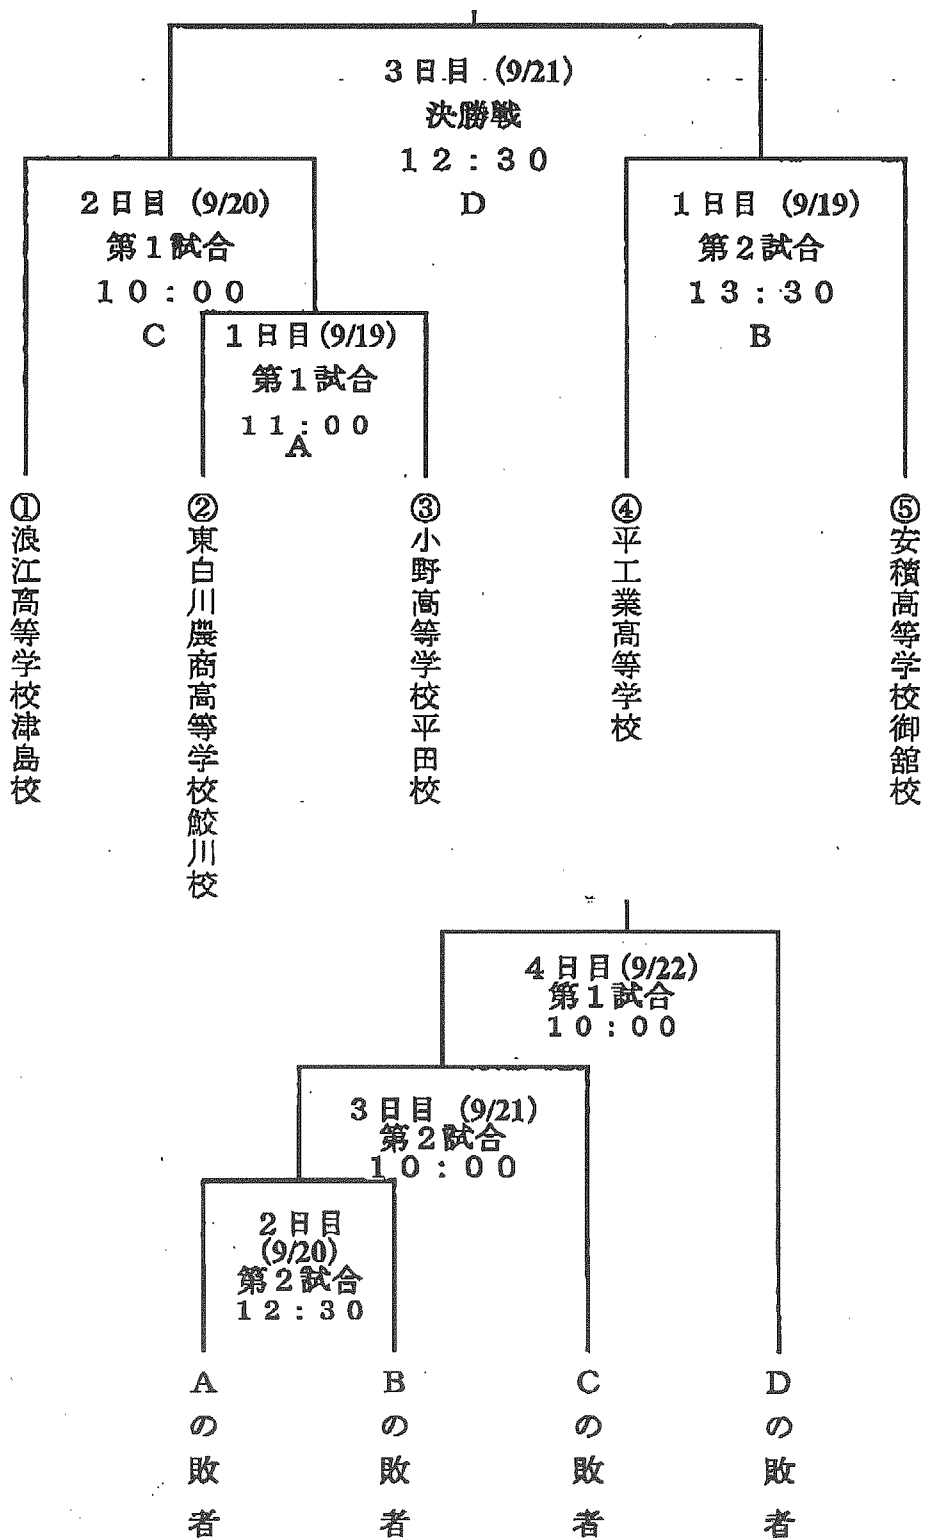 3日目 (9/21)
決勝戦
12:30
D
2日目 (9/20)
第1試合
10:00
C
1日目 (9/19)
第2試合
13:30
B
1日目(9/19)
第1試合
11:00
A
①浪江高等学校津島校
②東白川農商高等学校鮫川校
③小野高等学校平田校
④平工業高等学校
⑤安積高等学校御舘校
4日目(9/22)
第1試合
10:00
3日目 (9/21)
第2試合
10:00
2日目
(9/20)
第2試合
12:30
Aの敗者
Bの敗者
Cの敗者
Dの敗者